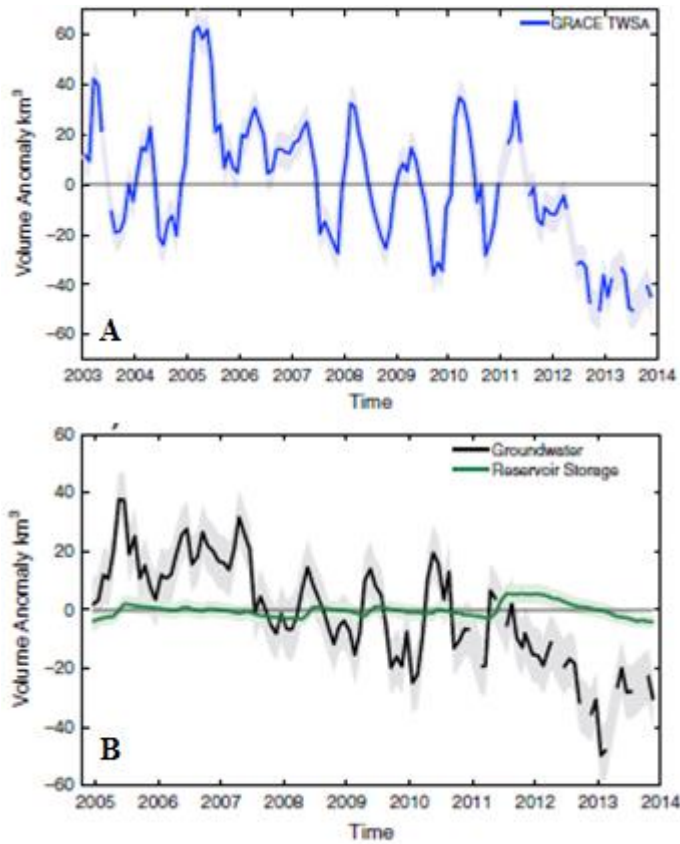 60
GRACE TWSA
40
20
0
−20
−40
−60
Volume Anomaly km³
A
2003 2004 2005 2006 2007 2008 2009 2010 2011 2012 2013 2014
Time
60
Groundwater
Reservoir Storage
40
20
0
−20
−40
−60
Volume Anomaly km³
B
2005 2006 2007 2008 2009 2010 2011 2012 2013 2014
Time